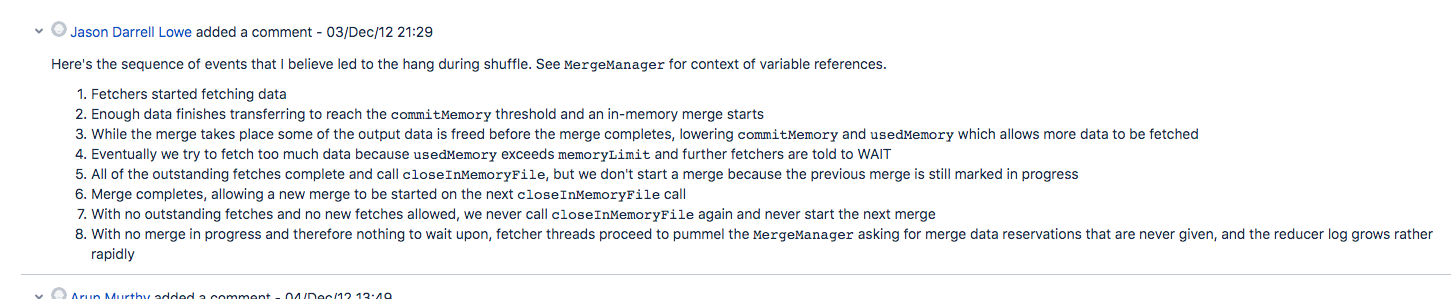 Jason Darrell Lowe added a comment - 03/Dec/12 21:29
Here's the sequence of events that I believe led to the hang during shuffle. See MergeManager for context of variable references.
1. Fetchers started fetching data
2. Enough data finishes transferring to reach the commitMemory threshold and an in-memory merge starts
3. While the merge takes place some of the output data is freed before the merge completes, lowering commitMemory and usedMemory which allows more data to be fetched
4. Eventually we try to fetch too much data because usedMemory exceeds memoryLimit and further fetchers are told to WAIT
5. All of the outstanding fetches complete and call closeInMemoryFile, but we don't start a merge because the previous merge is still marked in progress
6. Merge completes, allowing a new merge to be started on the next closeInMemoryFile call
7. With no outstanding fetches and no new fetches allowed, we never call closeInMemoryFile again and never start the next merge
8. With no merge in progress and therefore nothing to wait upon, fetcher threads proceed to pummel the MergeManager asking for merge data reservations that are never given, and the reducer log grows rather
rapidly
Arun Murthy added a comment - 04/Dec/12 13:49